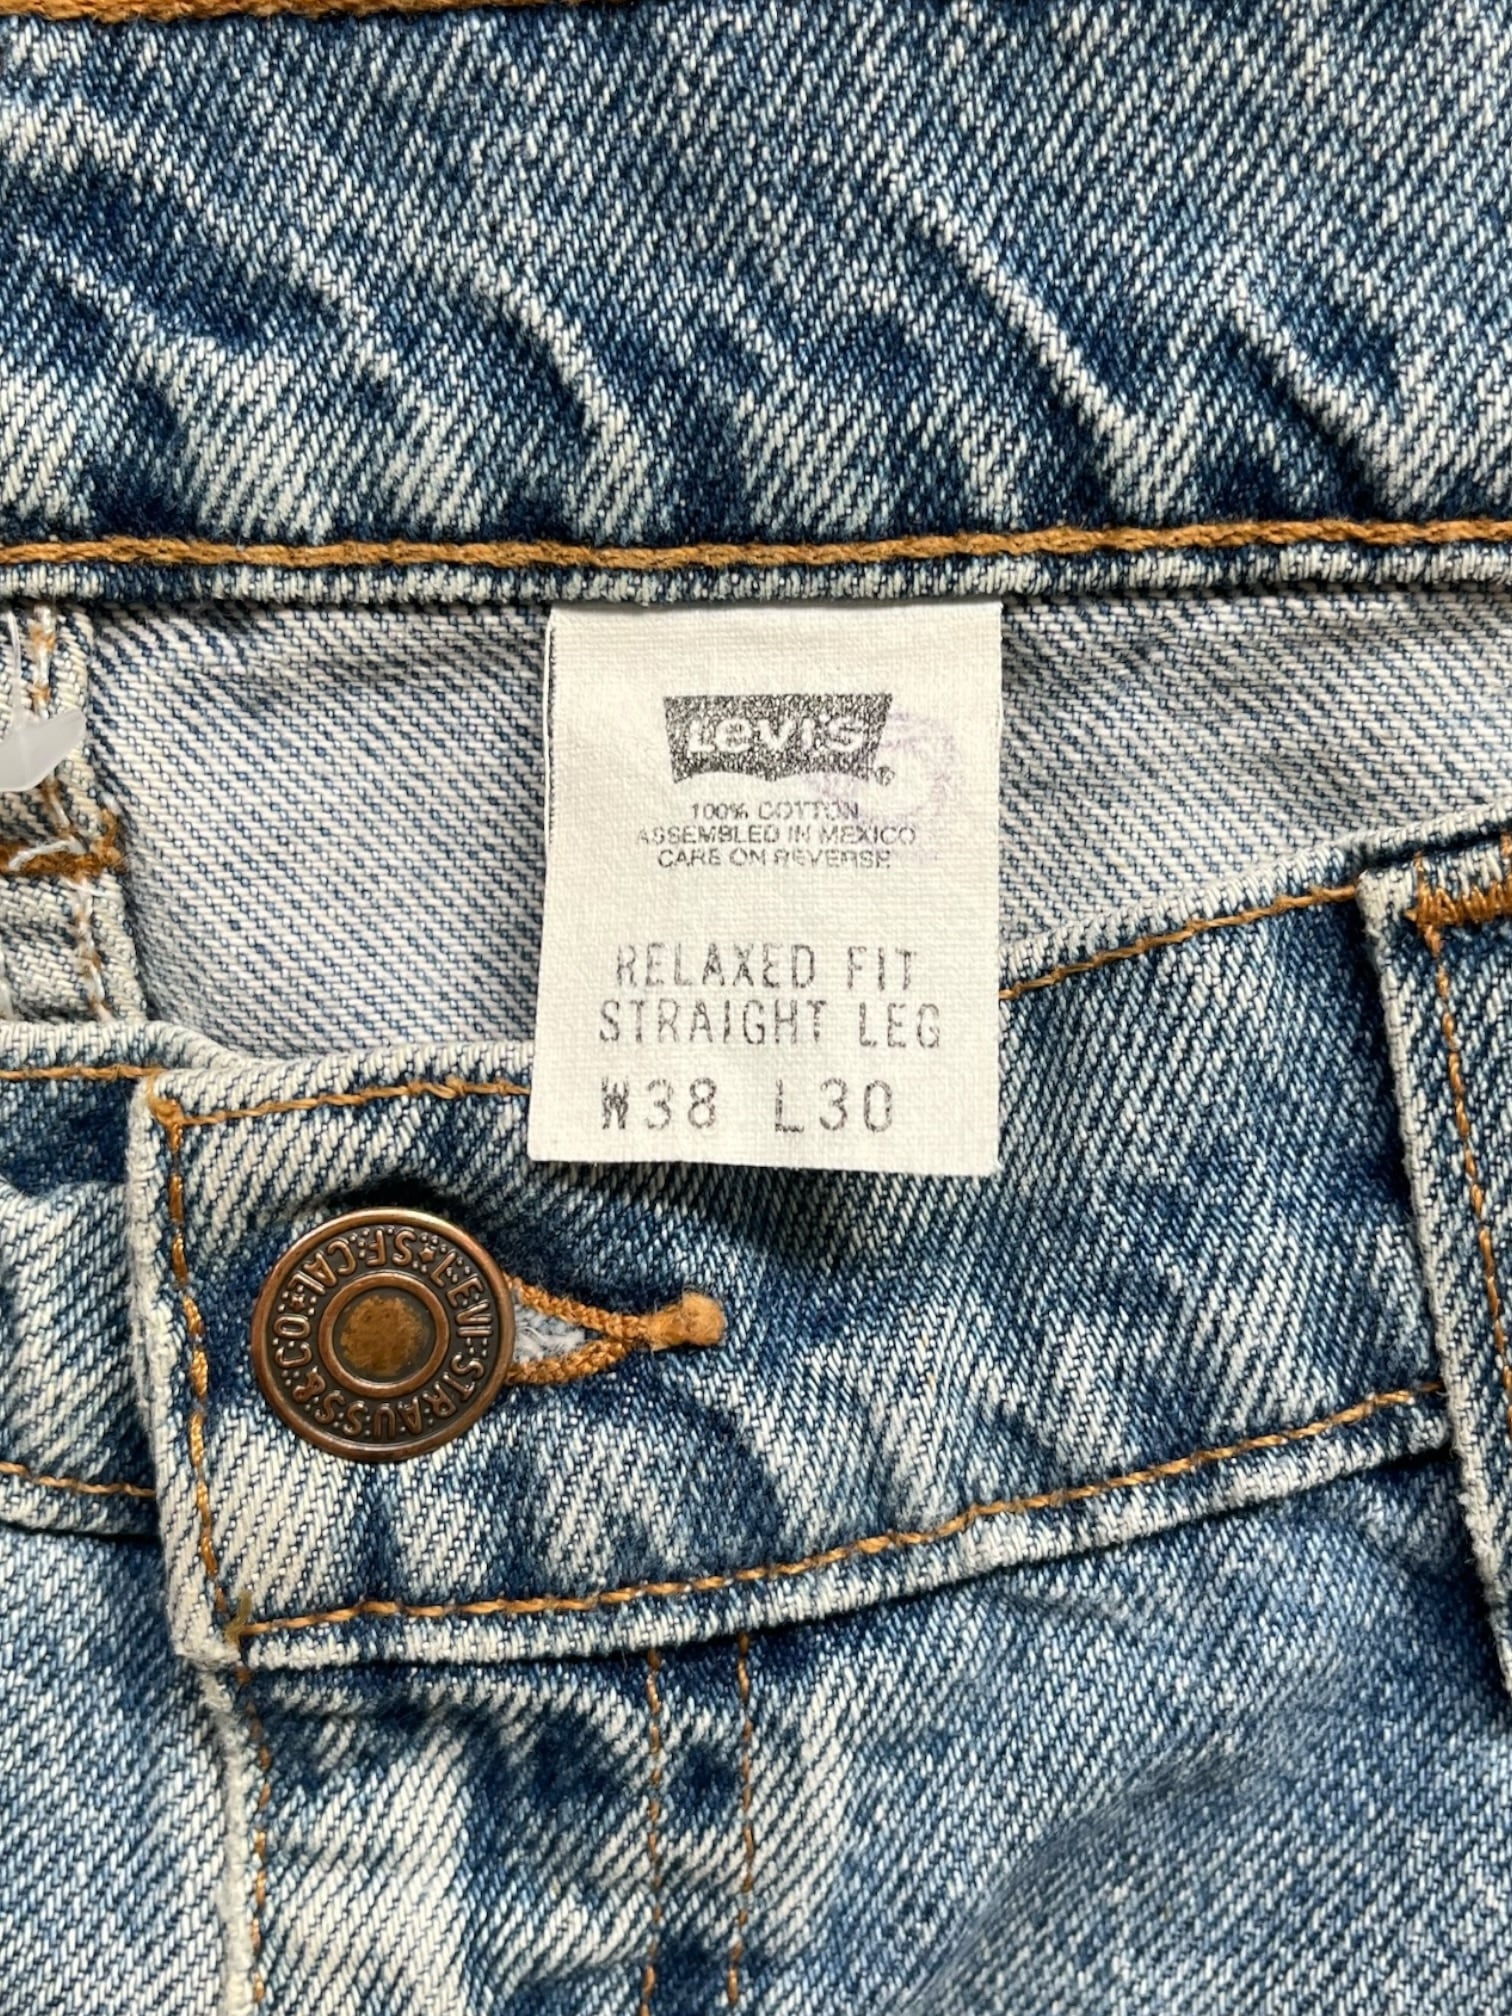 Levi's
®
100% COTTON
ASSEMBLED IN MEXICO
CARE ON REVERSE
RELAXED FIT
STRAIGHT LEG
W38 L30
LEVI STRAUSS & CO. S.F. CAL.